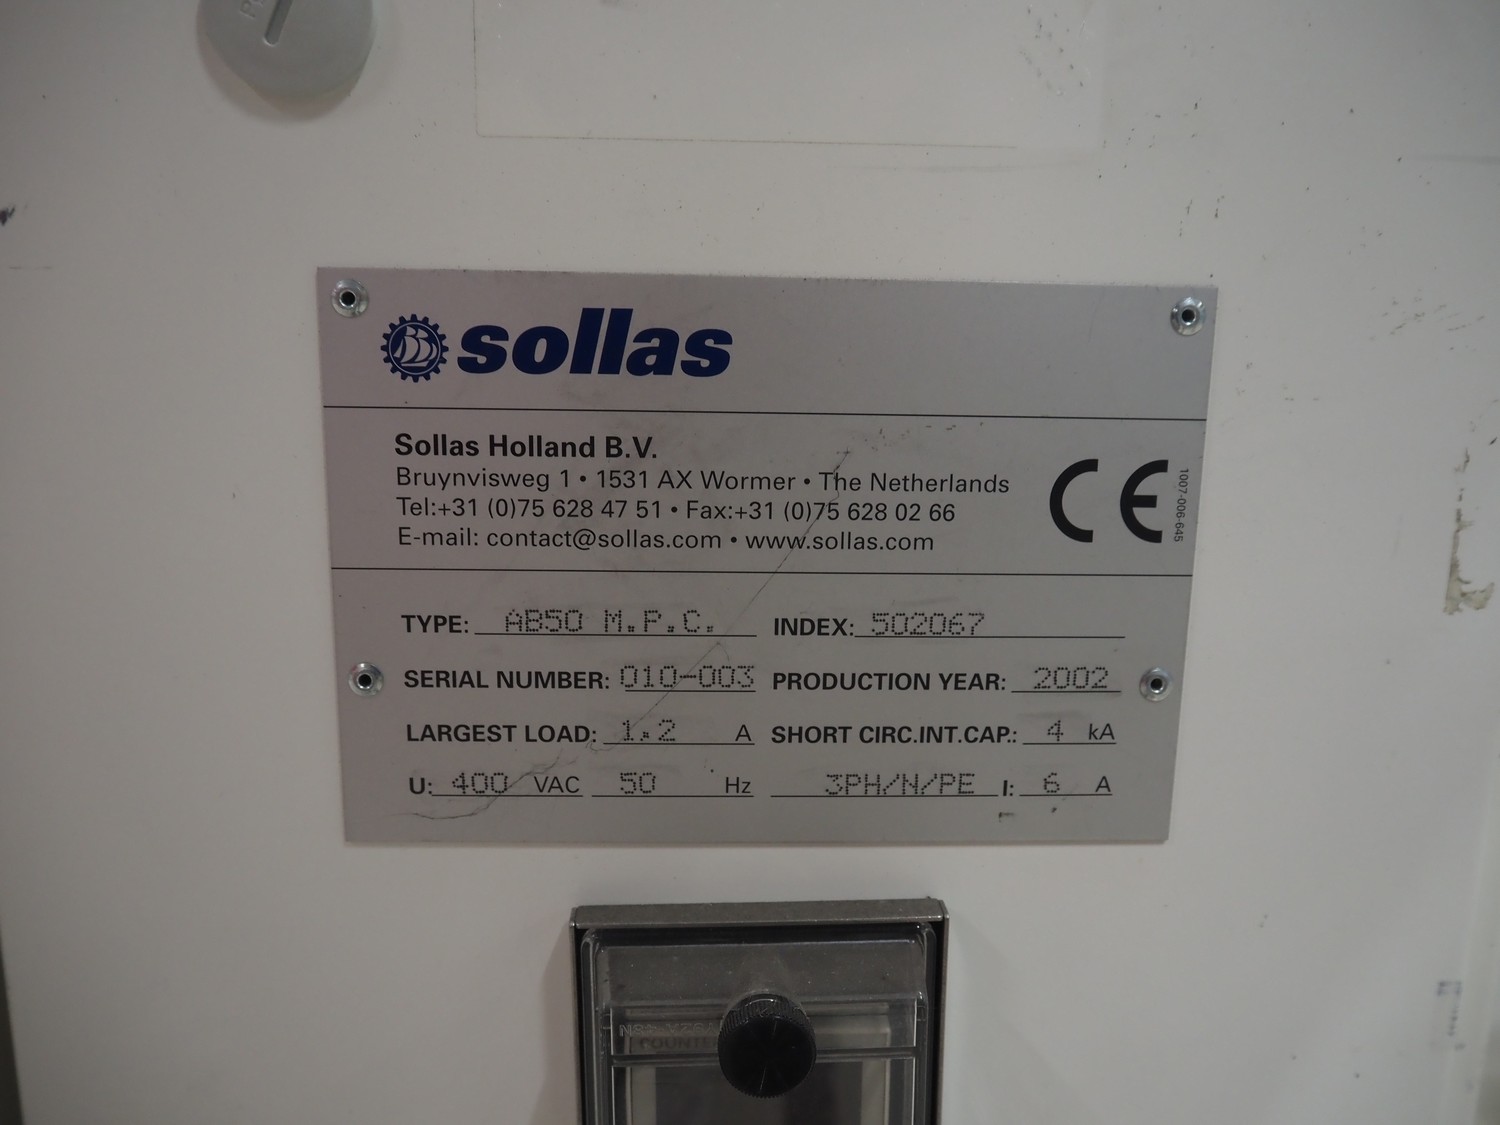 sollas
Sollas Holland B.V.
Bruynvisweg 1 • 1531 AX Wormer • The Netherlands
Tel:+31 (0)75 628 47 51 • Fax:+31 (0)75 628 02 66
E-mail: contact@sollas.com • www.sollas.com
CE
1007-006-645
TYPE: AB50 M.P.C. INDEX: 502067
SERIAL NUMBER: 010-003 PRODUCTION YEAR: 2002
LARGEST LOAD: 1.2 A SHORT CIRC.INT.CAP.: 4 kA
U: 400 VAC 50 Hz 3PH/N/PE I: 6 A